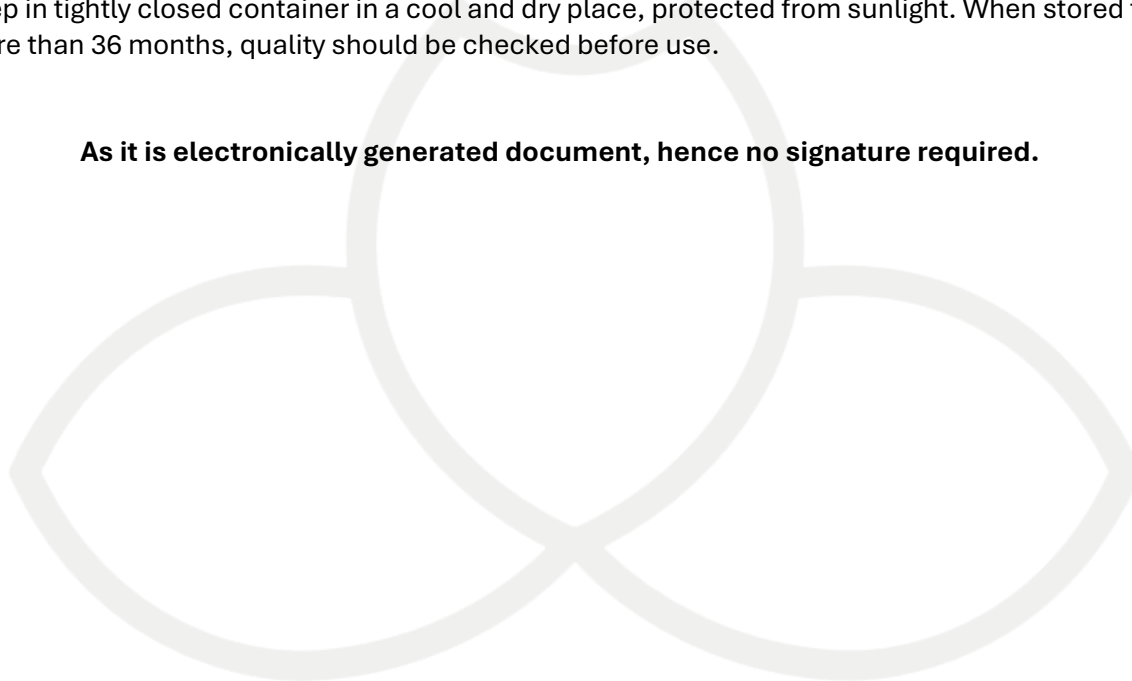 ep in tightly closed container in a cool and dry place, protected from sunlight. When stored
re than 36 months, quality should be checked before use.
As it is electronically generated document, hence no signature required.